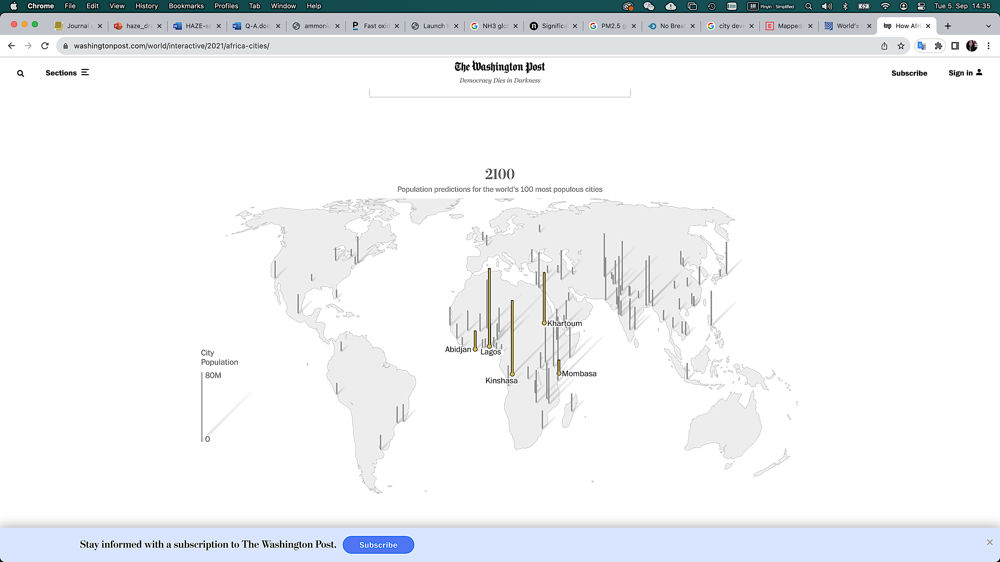 Chrome File Edit View History Bookmarks Profiles Tab Window Help
拼 Pinyin - Simplified Tue 5. Sep 14:35
Journal haze_dra HAZE-sc Q-A.doc ammoniu Fast oxid Launch NH3 glo Significa PM2.5 g No Breat city deve Mapped: World's How Afri
washingtonpost.com/world/interactive/2021/africa-cities/
Sections
The Washington Post
Democracy Dies in Darkness
Subscribe
Sign in
2100
Population predictions for the world's 100 most populous cities
Khartoum
Abidjan
Lagos
Kinshasa
Mombasa
City
Population
80M
0
Stay informed with a subscription to The Washington Post.
Subscribe